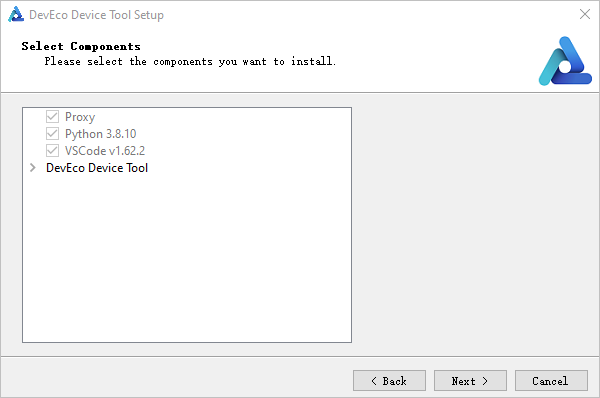 DevEco Device Tool Setup
Select Components
Please select the components you want to install.
Proxy
Python 3.8.10
VSCode v1.62.2
DevEco Device Tool
< Back
Next >
Cancel